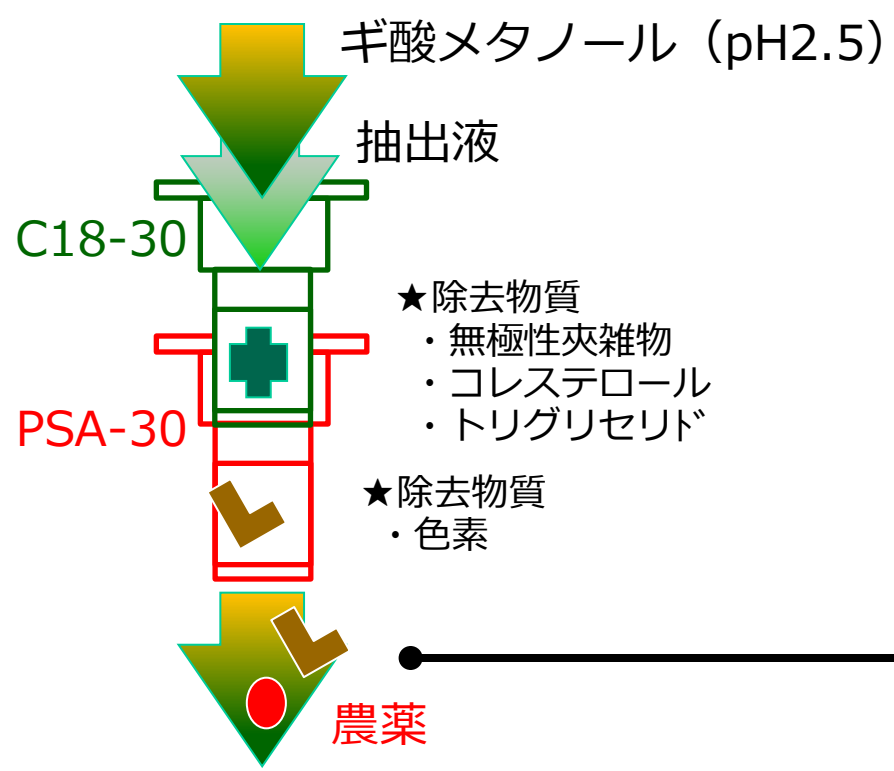 ギ酸メタノール（pH2.5）
抽出液
C18-30
★除去物質
・無極性夾雑物
・コレステロール
・トリグリセリド
PSA-30
★除去物質
・色素
農薬